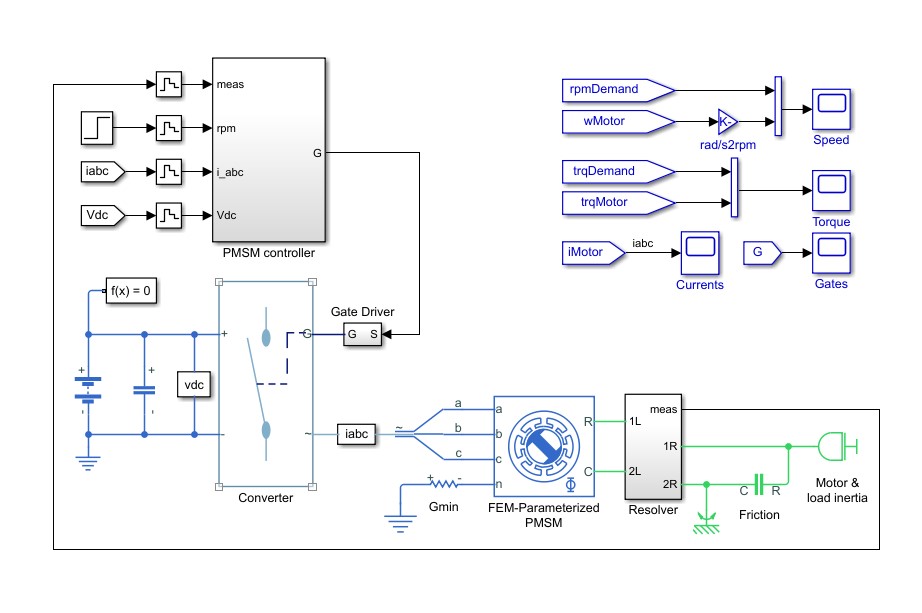 meas
rpm
iabc
i_abc
Vdc
Vdc
G
PMSM controller
rpmDemand
wMotor
K-
rad/s2rpm
Speed
trqDemand
trqMotor
Torque
iMotor
iabc
Currents
G
Gates
f(x) = 0
Gate Driver
G
G S
+
+
+
vdc
-
-
-
~
Converter
iabc
~
a
b
c
a
b
c
n
+
-
Gmin
R
C
Φ
FEM-Parameterized
PMSM
meas
1L
1R
2L
2R
Resolver
C R
Friction
Motor &
load inertia